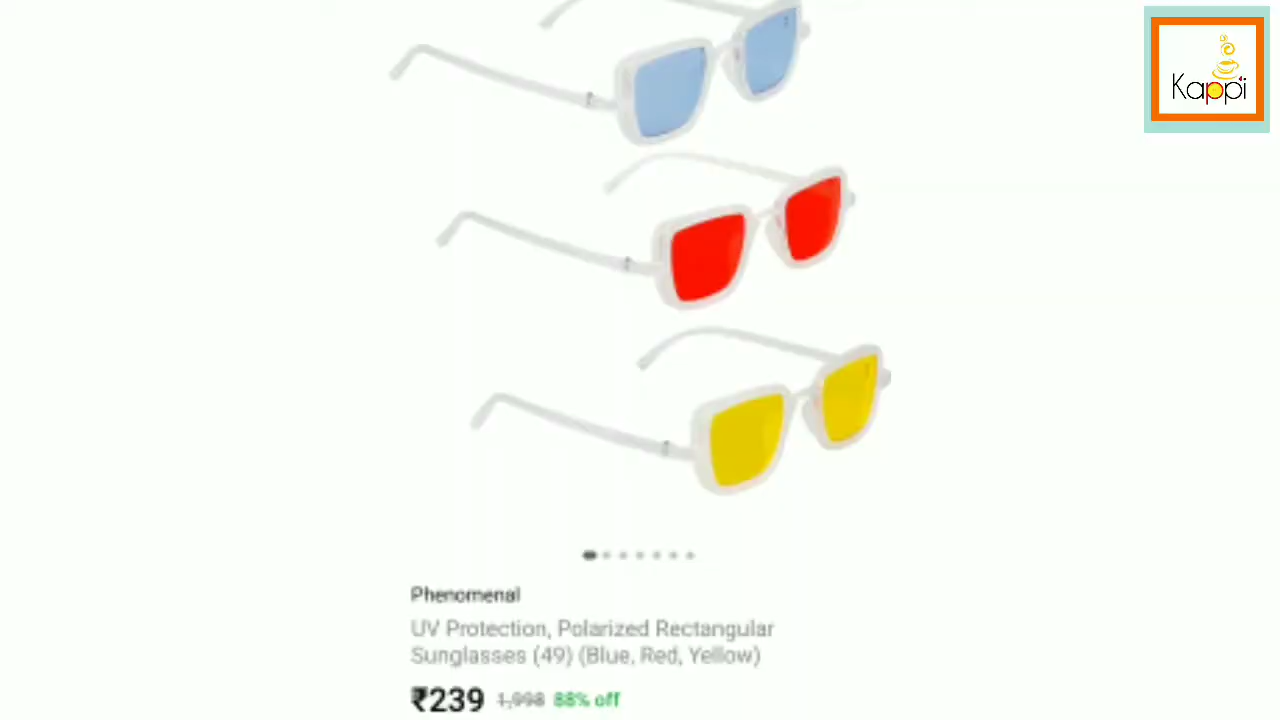 Kappi
Phenomenal
UV Protection, Polarized Rectangular
Sunglasses (49) (Blue, Red, Yellow)
₹239 1,998 88% off